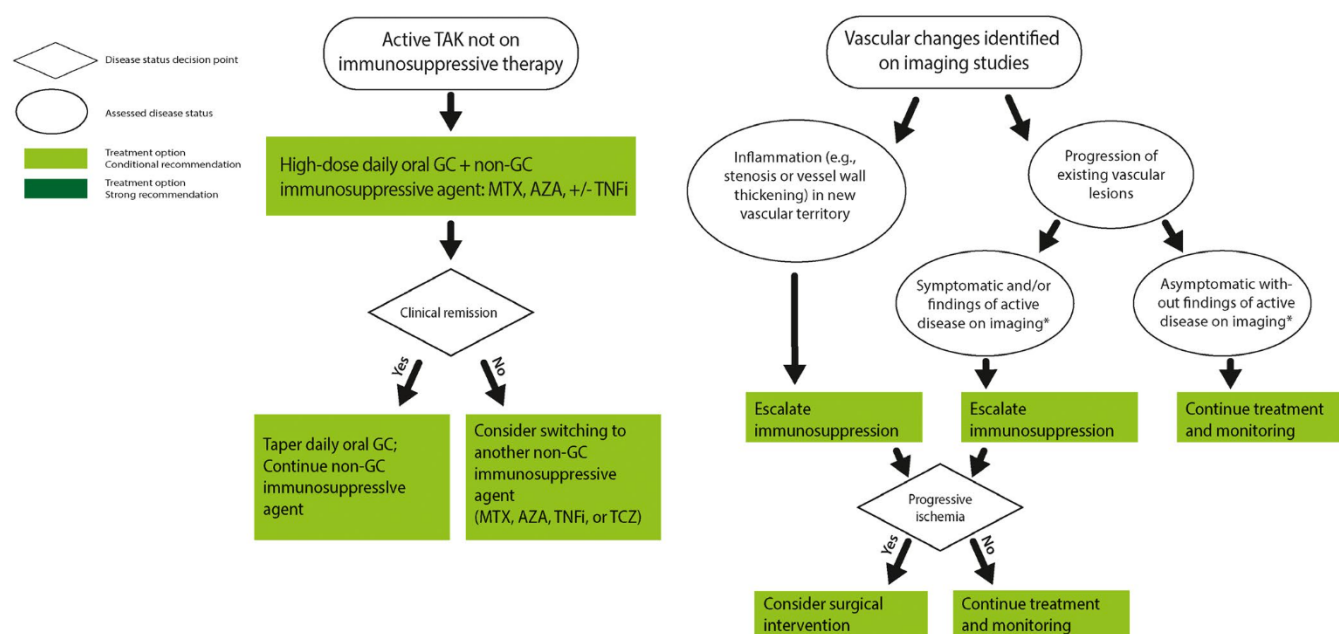 Disease status decision point
Assessed disease status
Treatment option
Conditional recommendation
Treatment option
Strong recommendation
Active TAK not on
immunosuppressive therapy
High-dose daily oral GC + non-GC
immunosuppressive agent: MTX, AZA, +/- TNFi
Clinical remission
Yes
No
Taper daily oral GC;
Continue non-GC
immunosuppressIve
agent
Consider switching to
another non-GC
immunosuppressive
agent
(MTX, AZA, TNFi, or TCZ)
Vascular changes identified
on imaging studies
Inflammation (e.g.,
stenosis or vessel wall
thickening) in new
vascular territory
Progression of
existing vascular
lesions
Symptomatic and/or
findings of active
disease on imaging*
Asymptomatic with-
out findings of active
disease on imaging*
Escalate
immunosuppression
Escalate
immunosuppression
Continue treatment
and monitoring
Progressive
ischemia
Yes
No
Consider surgical
intervention
Continue treatment
and monitoring